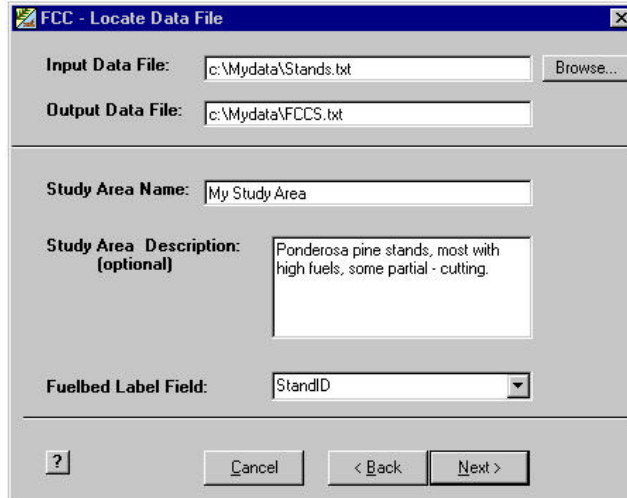 FCC - Locate Data File
Input Data File: c:\Mydata\Stands.txt Browse...
Output Data File: c:\Mydata\FCCS.txt
Study Area Name: My Study Area
Study Area Description: Ponderosa pine stands, most with
(optional) high fuels, some partial - cutting.
Fuelbed Label Field: StandID
? Cancel < Back Next >